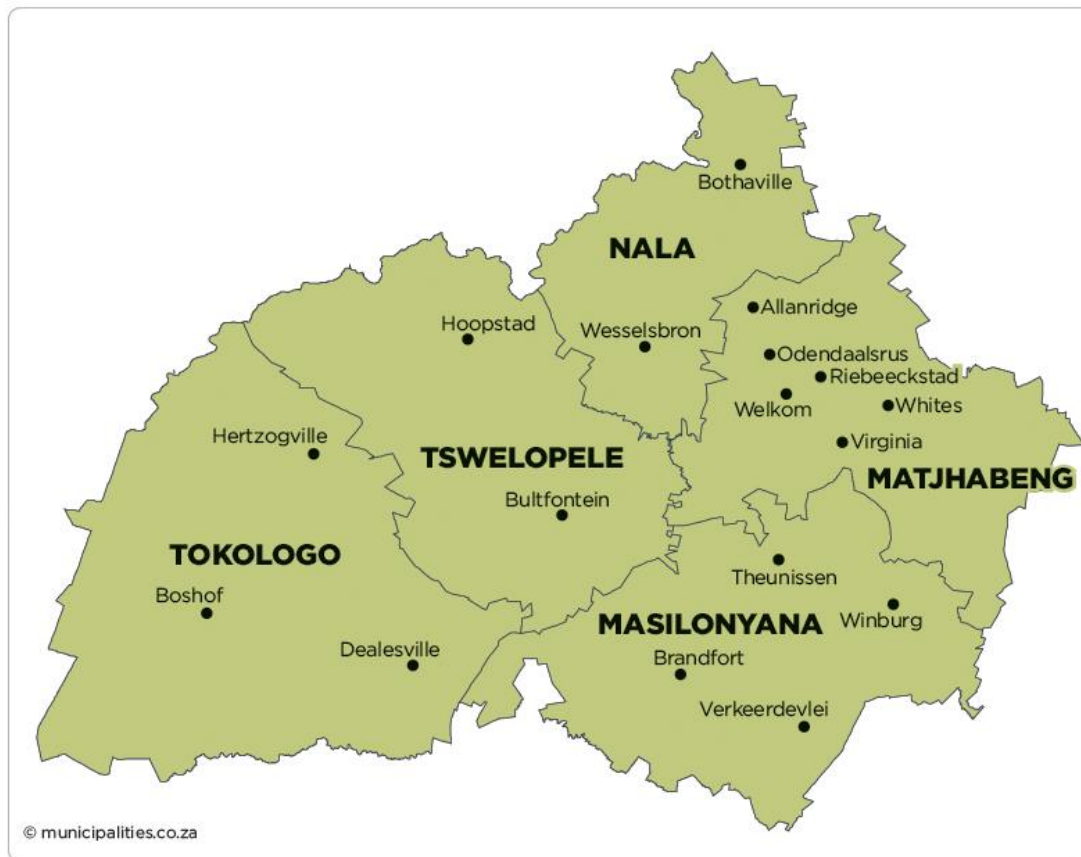 Bothaville
NALA
Allanridge
Hoopstad
Wesselsbron
Odendaalsrus
Riebeeckstad
Welkom
Whites
Hertzogville
Virginia
TSWELOPELE
MATJHABENG
Bultfontein
TOKOLOGO
Theunissen
Boshof
Winburg
MASILONYANA
Dealesville
Brandfort
Verkeerdevlei
© municipalities.co.za